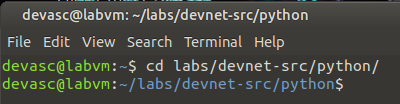 devasc@labvm: ~/labs/devnet-src/python
File Edit View Search Terminal Help
devasc@labvm:~$ cd labs/devnet-src/python/
devasc@labvm:~/labs/devnet-src/python$